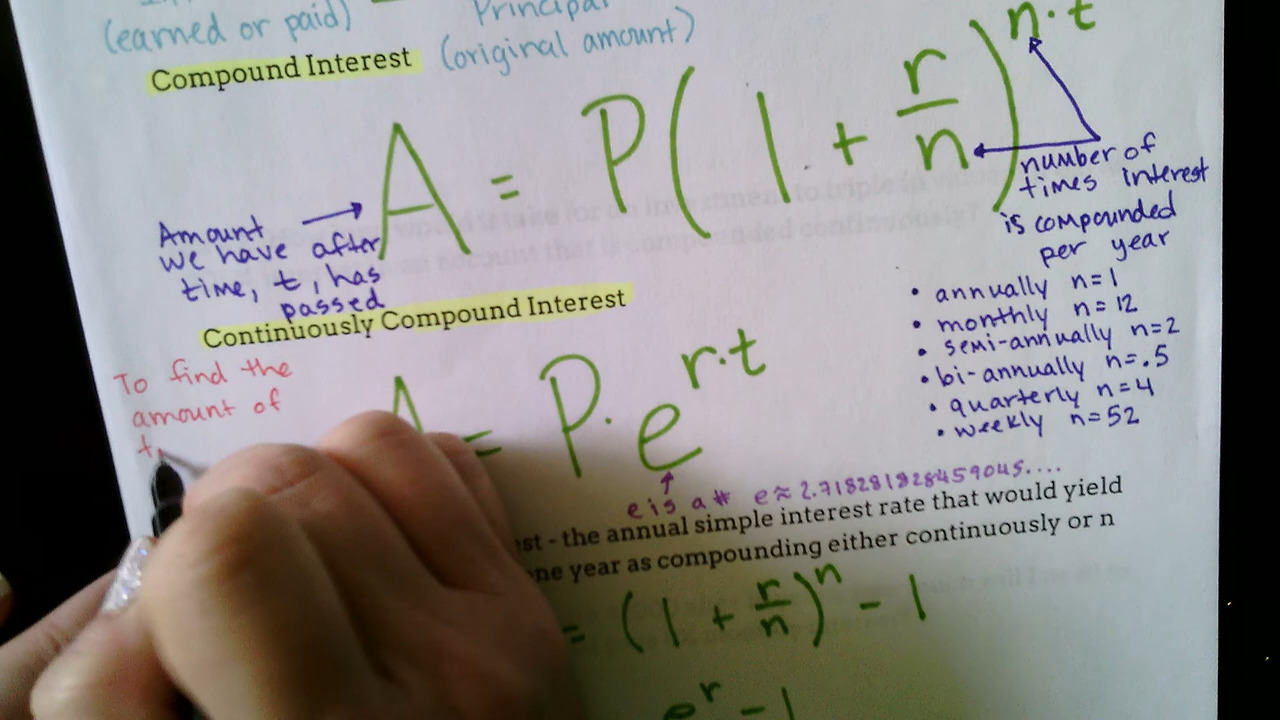 (earned or paid)
Principal
(original amount)
Compound Interest
A = P(1 + r/n)^n·t
Amount
we have after
time, t, has
passed
number of
times interest
is compounded
per year
• annually n=1
• monthly n=12
• semi-annually n=2
• bi-annually n=.5
• quarterly n=4
• weekly n=52
Continuously Compound Interest
To find the
amount of
A = P·e^r·t
e is a # e ≈ 2.718281828459045....
- the annual simple interest rate that would yield
one year as compounding either continuously or n
= (1 + r/n)^n - 1
e^r - 1